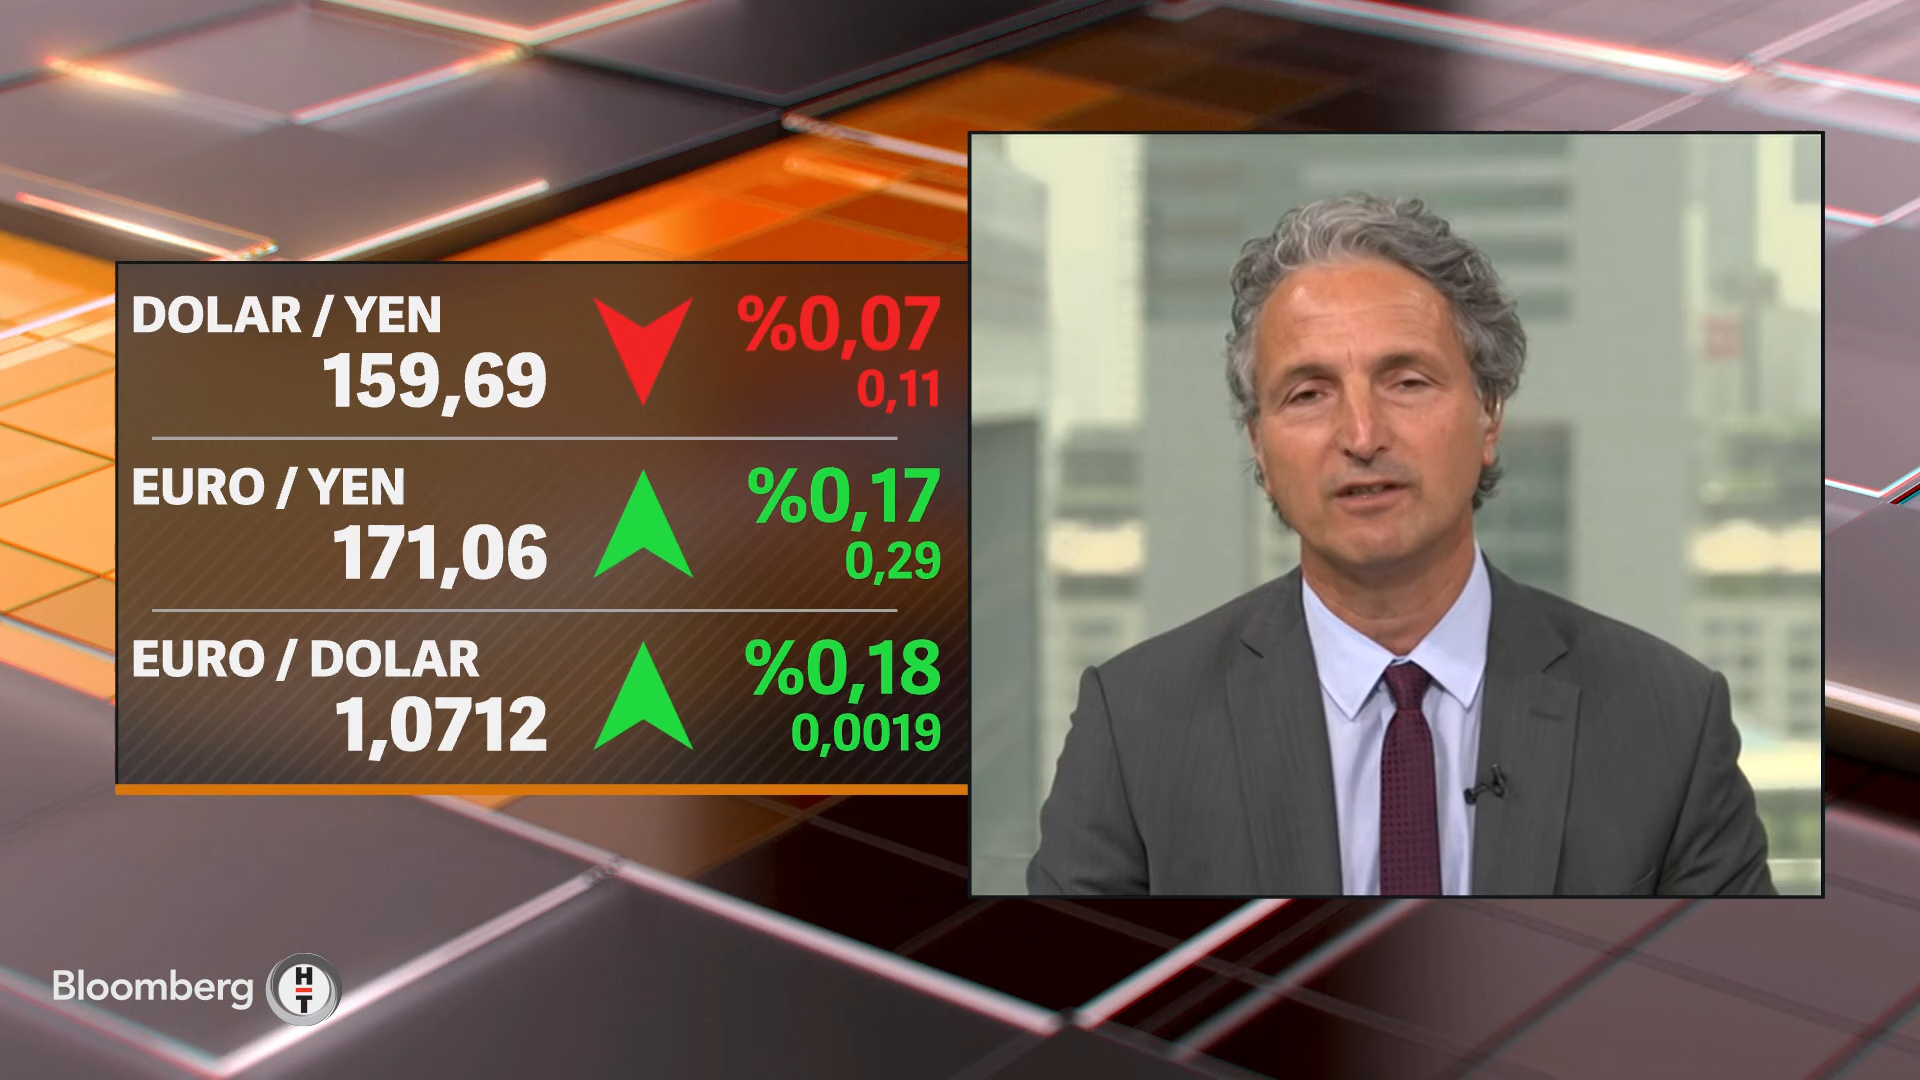 DOLAR / YEN
159,69
%0,07
0,11
EURO / YEN
171,06
%0,17
0,29
EURO / DOLAR
1,0712
%0,18
0,0019
Bloomberg HT